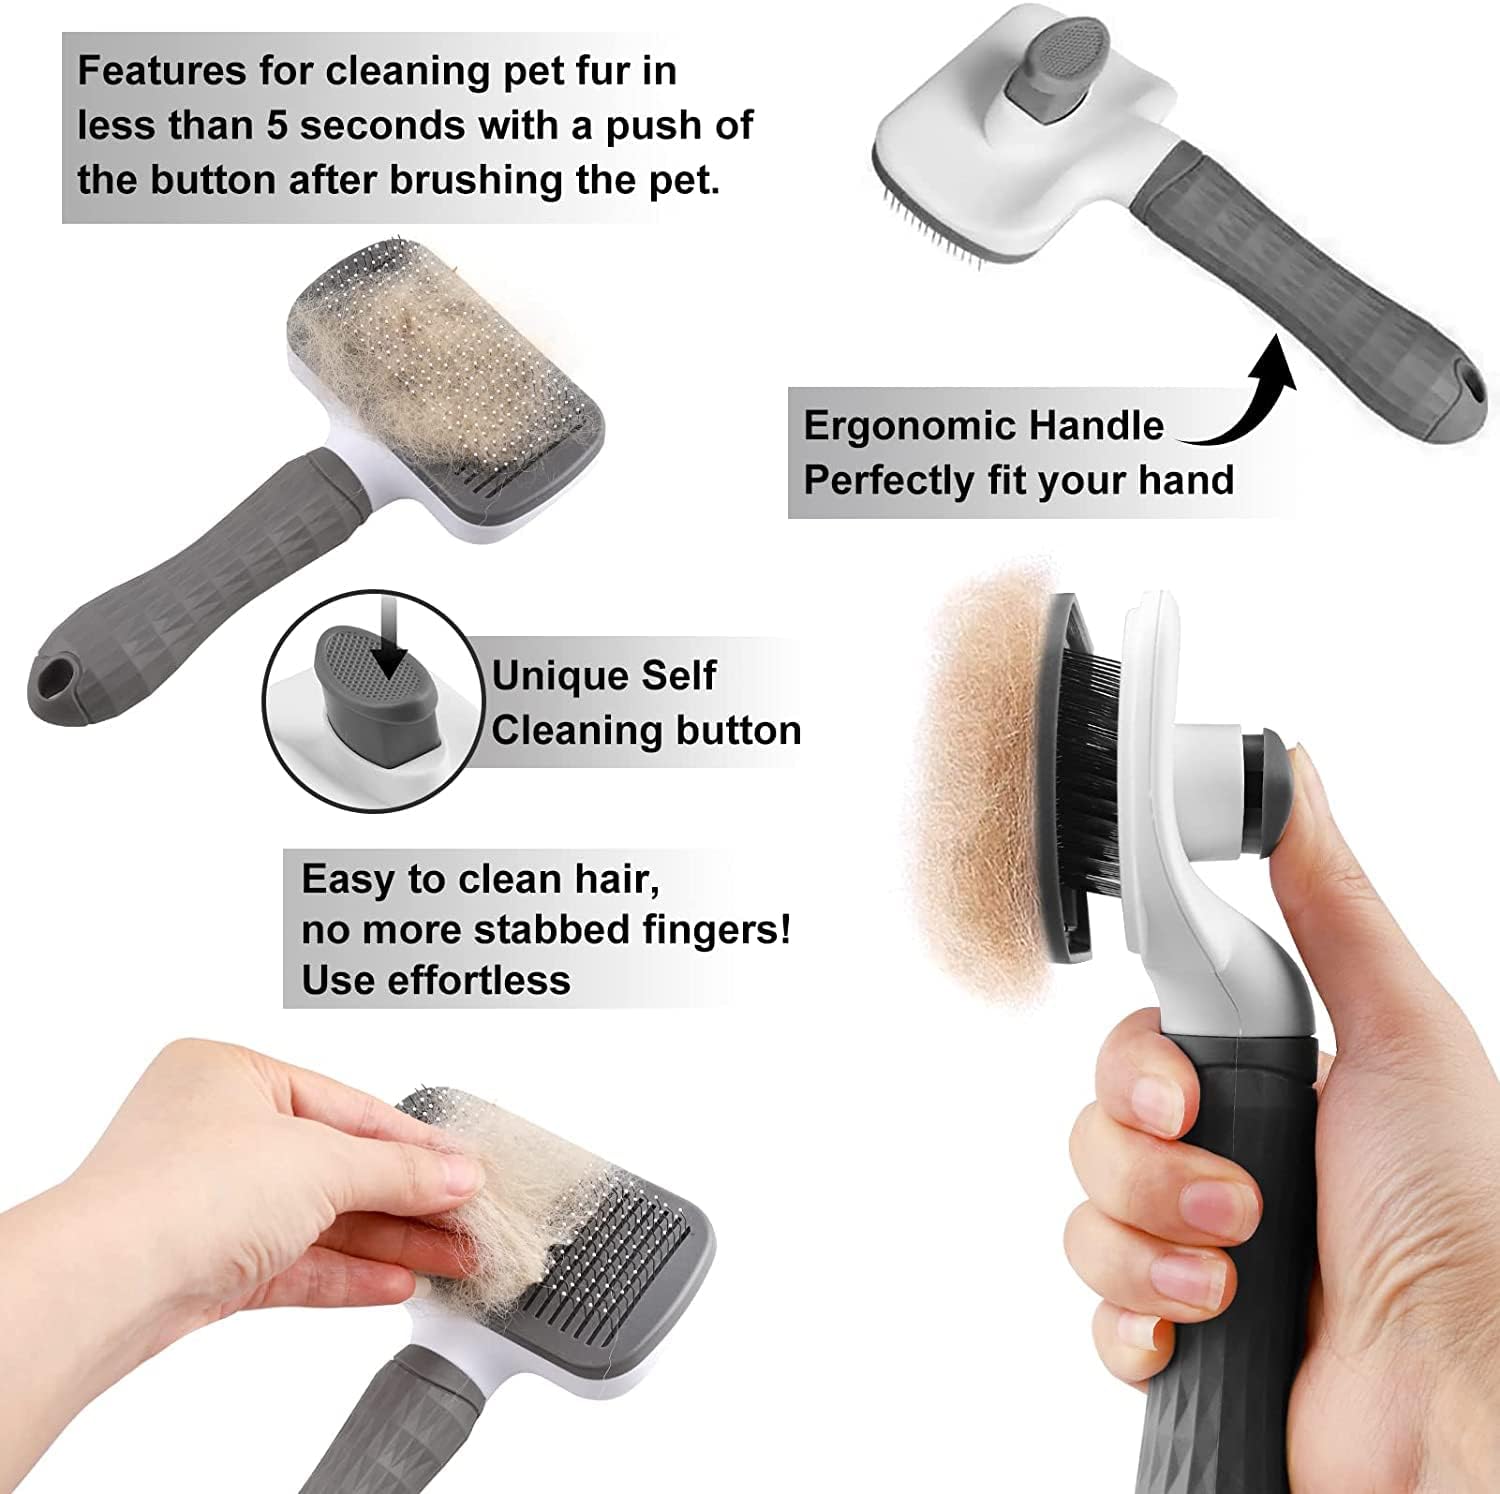 Features for cleaning pet fur in
less than 5 seconds with a push of
the button after brushing the pet.
Ergonomic Handle
Perfectly fit your hand
Unique Self
Cleaning button
Easy to clean hair,
no more stabbed fingers!
Use effortless